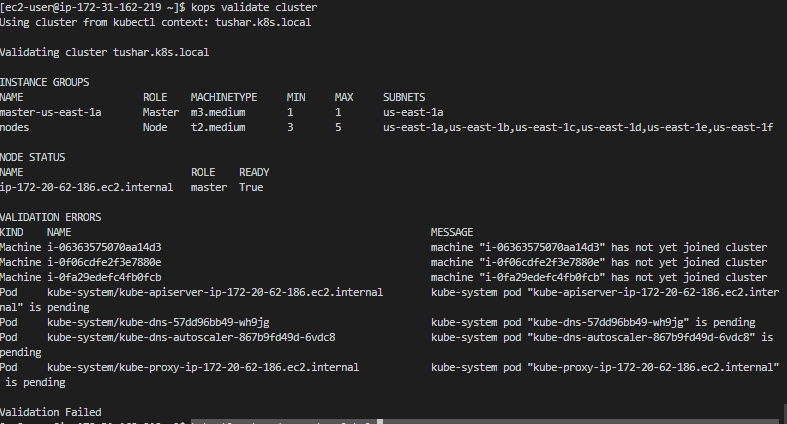 [ec2-user@ip-172-31-162-219 ~]$ kops validate cluster
Using cluster from kubectl context: tushar.k8s.local
Validating cluster tushar.k8s.local
INSTANCE GROUPS
NAME ROLE MACHINETYPE MIN MAX SUBNETS
master-us-east-1a Master m3.medium 1 1 us-east-1a
nodes Node t2.medium 3 5 us-east-1a,us-east-1b,us-east-1c,us-east-1d,us-east-1e,us-east-1f
NODE STATUS
NAME ROLE READY
ip-172-20-62-186.ec2.internal master True
VALIDATION ERRORS
KIND NAME MESSAGE
Machine i-06363575070aa14d3 machine "i-06363575070aa14d3" has not yet joined cluster
Machine i-0f06cdfe2f3e7880e machine "i-0f06cdfe2f3e7880e" has not yet joined cluster
Machine i-0fa29edefc4fb0fcb machine "i-0fa29edefc4fb0fcb" has not yet joined cluster
Pod kube-system/kube-apiserver-ip-172-20-62-186.ec2.internal kube-system pod "kube-apiserver-ip-172-20-62-186.ec2.inter
nal" is pending
Pod kube-system/kube-dns-57dd96bb49-wh9jg kube-system pod "kube-dns-57dd96bb49-wh9jg" is pending
Pod kube-system/kube-dns-autoscaler-867b9fd49d-6vdc8 kube-system pod "kube-dns-autoscaler-867b9fd49d-6vdc8" is
pending
Pod kube-system/kube-proxy-ip-172-20-62-186.ec2.internal kube-system pod "kube-proxy-ip-172-20-62-186.ec2.internal"
is pending
Validation Failed